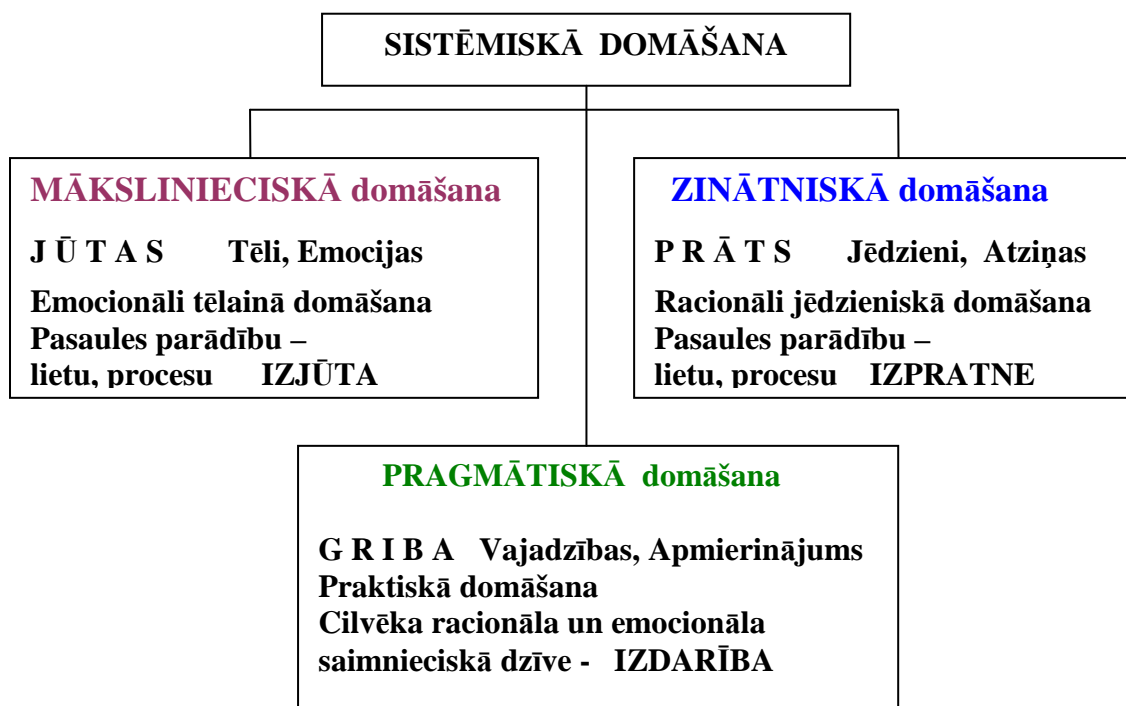 SISTĒMISKĀ DOMĀŠANA
MĀKSLINIECISKĀ domāšana
J Ū T A S Tēli, Emocijas
Emocionāli tēlainā domāšana
Pasaules parādību –
lietu, procesu IZJŪTA
ZINĀTNISKĀ domāšana
P R Ā T S Jēdzieni, Atziņas
Racionāli jēdzieniskā domāšana
Pasaules parādību –
lietu, procesu IZPRATNE
PRAGMĀTISKĀ domāšana
G R I B A Vajadzības, Apmierinājums
Praktiskā domāšana
Cilvēka racionāla un emocionāla
saimnieciskā dzīve - IZDARĪBA